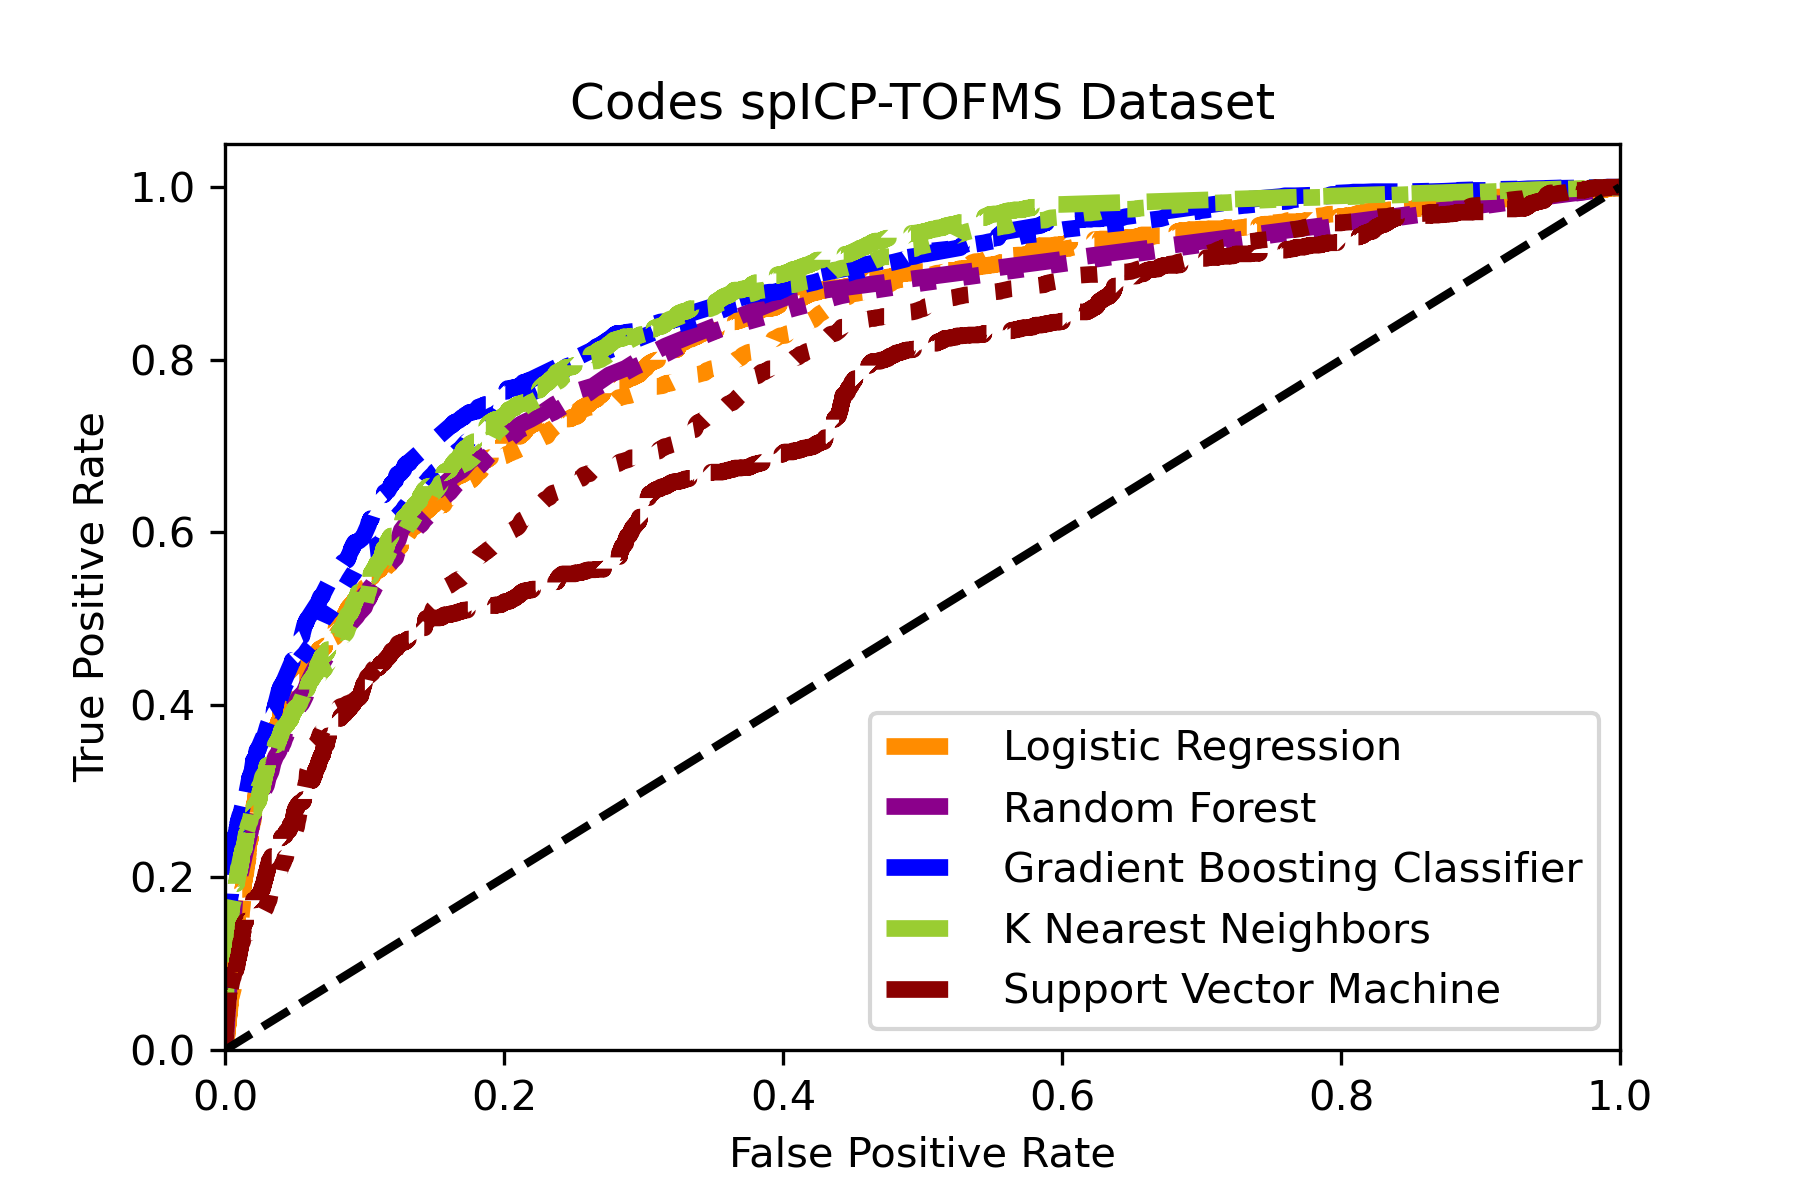 Codes spICP-TOFMS Dataset
True Positive Rate
1.0
0.8
0.6
0.4
0.2
0.0
Logistic Regression
Random Forest
Gradient Boosting Classifier
K Nearest Neighbors
Support Vector Machine
0.0 0.2 0.4 0.6 0.8 1.0
False Positive Rate